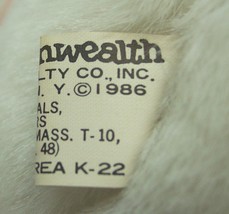 nwealth
LTY CO., INC.
. Y. ©1986
ALS,
RS
MASS. T-10,
48)
REA K-22